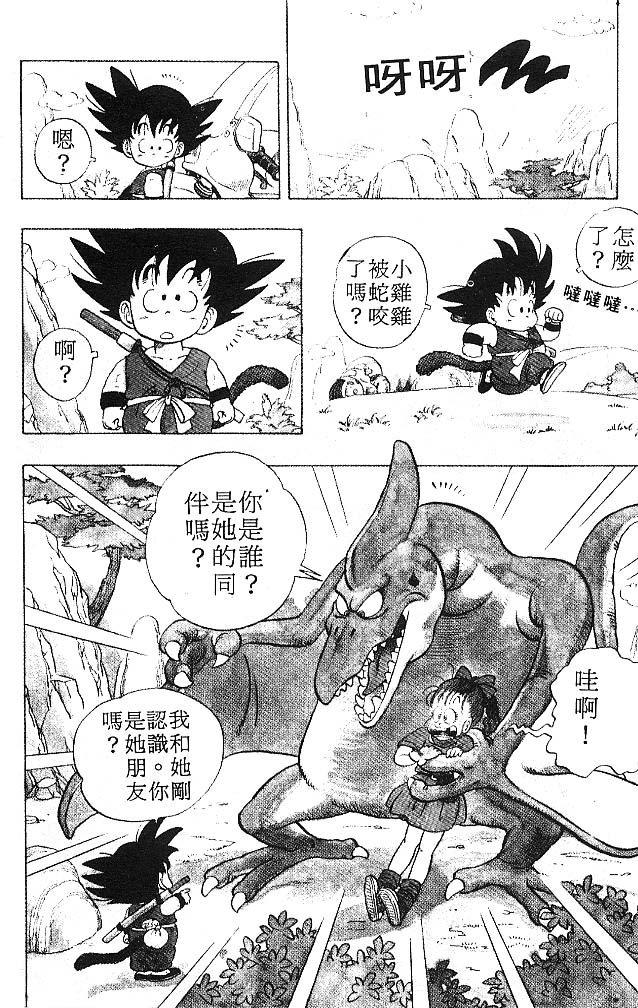 呀呀
嗯？
怎麼
了？
噠噠噠…
小雞雞
被蛇咬
了嗎？
啊？
你是誰？
是她的同
伴嗎？
哇啊！
我和她剛
認識。你
是她朋友
嗎？